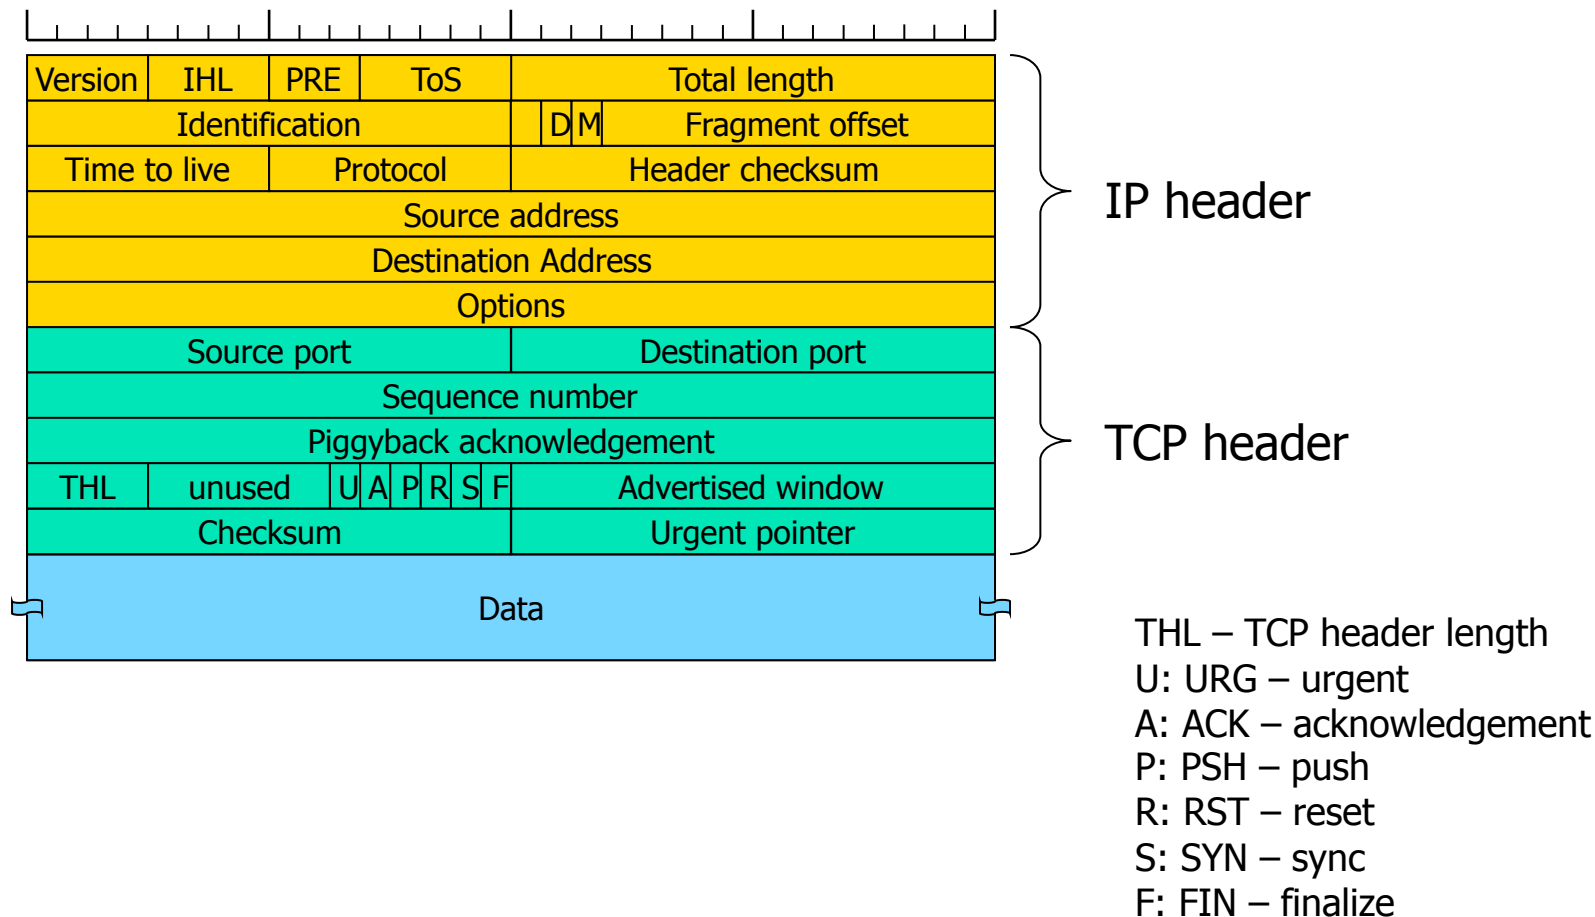 Version IHL PRE ToS Total length
Identification D M Fragment offset
Time to live Protocol Header checksum
Source address
Destination Address
Options
IP header
Source port Destination port
Sequence number
Piggyback acknowledgement
THL unused U A P R S F Advertised window
Checksum Urgent pointer
TCP header
Data
THL – TCP header length
U: URG – urgent
A: ACK – acknowledgement
P: PSH – push
R: RST – reset
S: SYN – sync
F: FIN – finalize